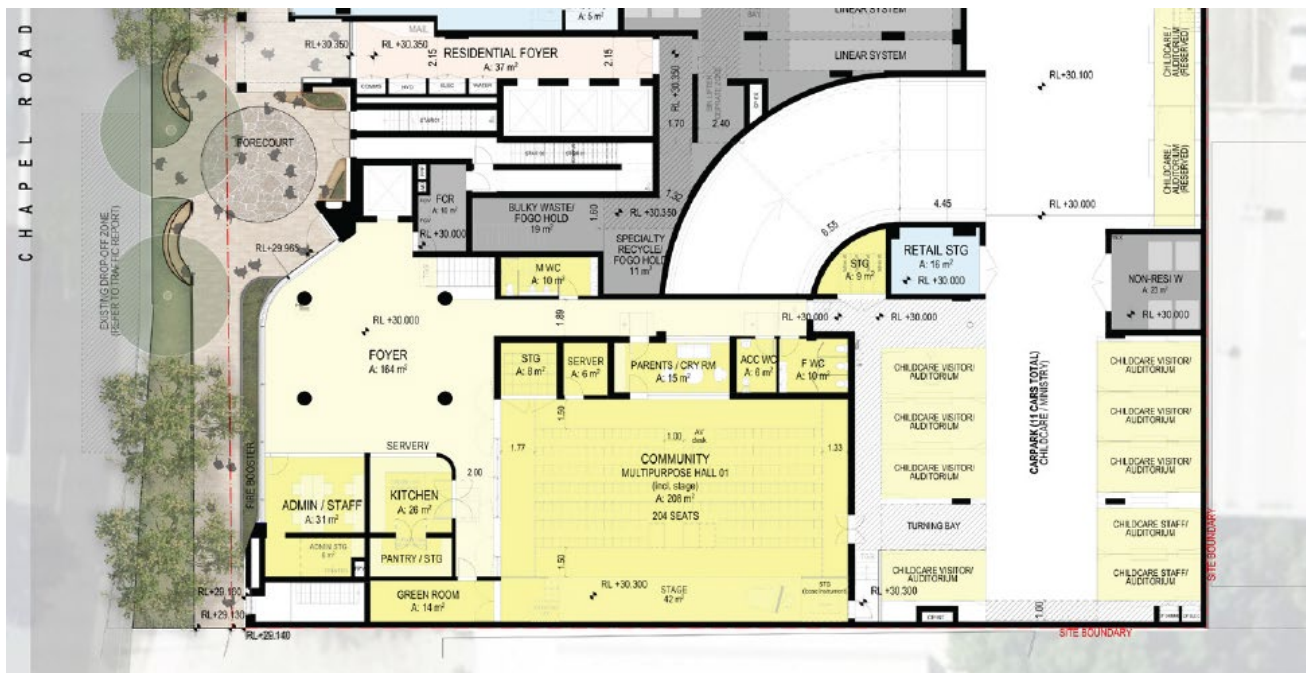 CHAPEL ROAD
A: 5 m²
LINEAR SYSTEM
MAIL
RL+30.350
RL+30.350
RESIDENTIAL FOYER
A: 37 m²
2.15
2.15
COMMS
HYD
ELEC
WATER
LINEAR SYSTEM
RL +30.350
1.70
2.40
RL+30.100
CHILDCARE /
AUDITORIUM
(RESERVED)
CHILDCARE /
AUDITORIUM
(RESERVED)
FORECOURT
EXISTING DROP-OFF ZONE
(REFER TO TRAFFIC REPORT)
FCR
RL +30.000
BULKY WASTE/
FOGO HOLD
19 m²
1.60
RL +30.350
SPECIALTY
RECYCLE/
FOGO HOLD
11 m²
6.55
4.45
RL +30.000
RL+29.965
M WC
A: 10 m²
STG
A: 9 m²
RETAIL STG
A: 16 m²
RL +30.000
NON-RESI W
RL +30.000
RL +30.000
FOYER
A: 164 m²
1.89
RL +30.000
RL +30.000
STG
A: 8 m²
SERVER
A: 6 m²
PARENTS / CRY RM
A: 15 m²
ACC WC
A: 6 m²
F WC
A: 10 m²
CHILDCARE VISITOR/
AUDITORIUM
CHILDCARE VISITOR/
AUDITORIUM
CHILDCARE VISITOR/
AUDITORIUM
CARPARK (11 CARS TOTAL)
CHILDCARE / MINISTRY
CHILDCARE VISITOR/
AUDITORIUM
CHILDCARE VISITOR/
AUDITORIUM
CHILDCARE VISITOR/
AUDITORIUM
SERVERY
2.00
1.77
1.50
1.00
AV
desk
1.33
COMMUNITY
MULTIPURPOSE HALL 01
(incl. stage)
A: 206 m²
204 SEATS
FIRE BOOSTER
ADMIN / STAFF
A: 31 m²
KITCHEN
A: 26 m²
ADMIN STG
PANTRY / STG
TURNING BAY
CHILDCARE STAFF/
AUDITORIUM
CHILDCARE VISITOR/
AUDITORIUM
CHILDCARE STAFF/
AUDITORIUM
GREEN ROOM
A: 14 m²
1.50
RL +30.300
STAGE
42 m²
STG
RL +30.300
1.00
RL+29.130
RL+29.140
SITE BOUNDARY
SITE BOUNDARY